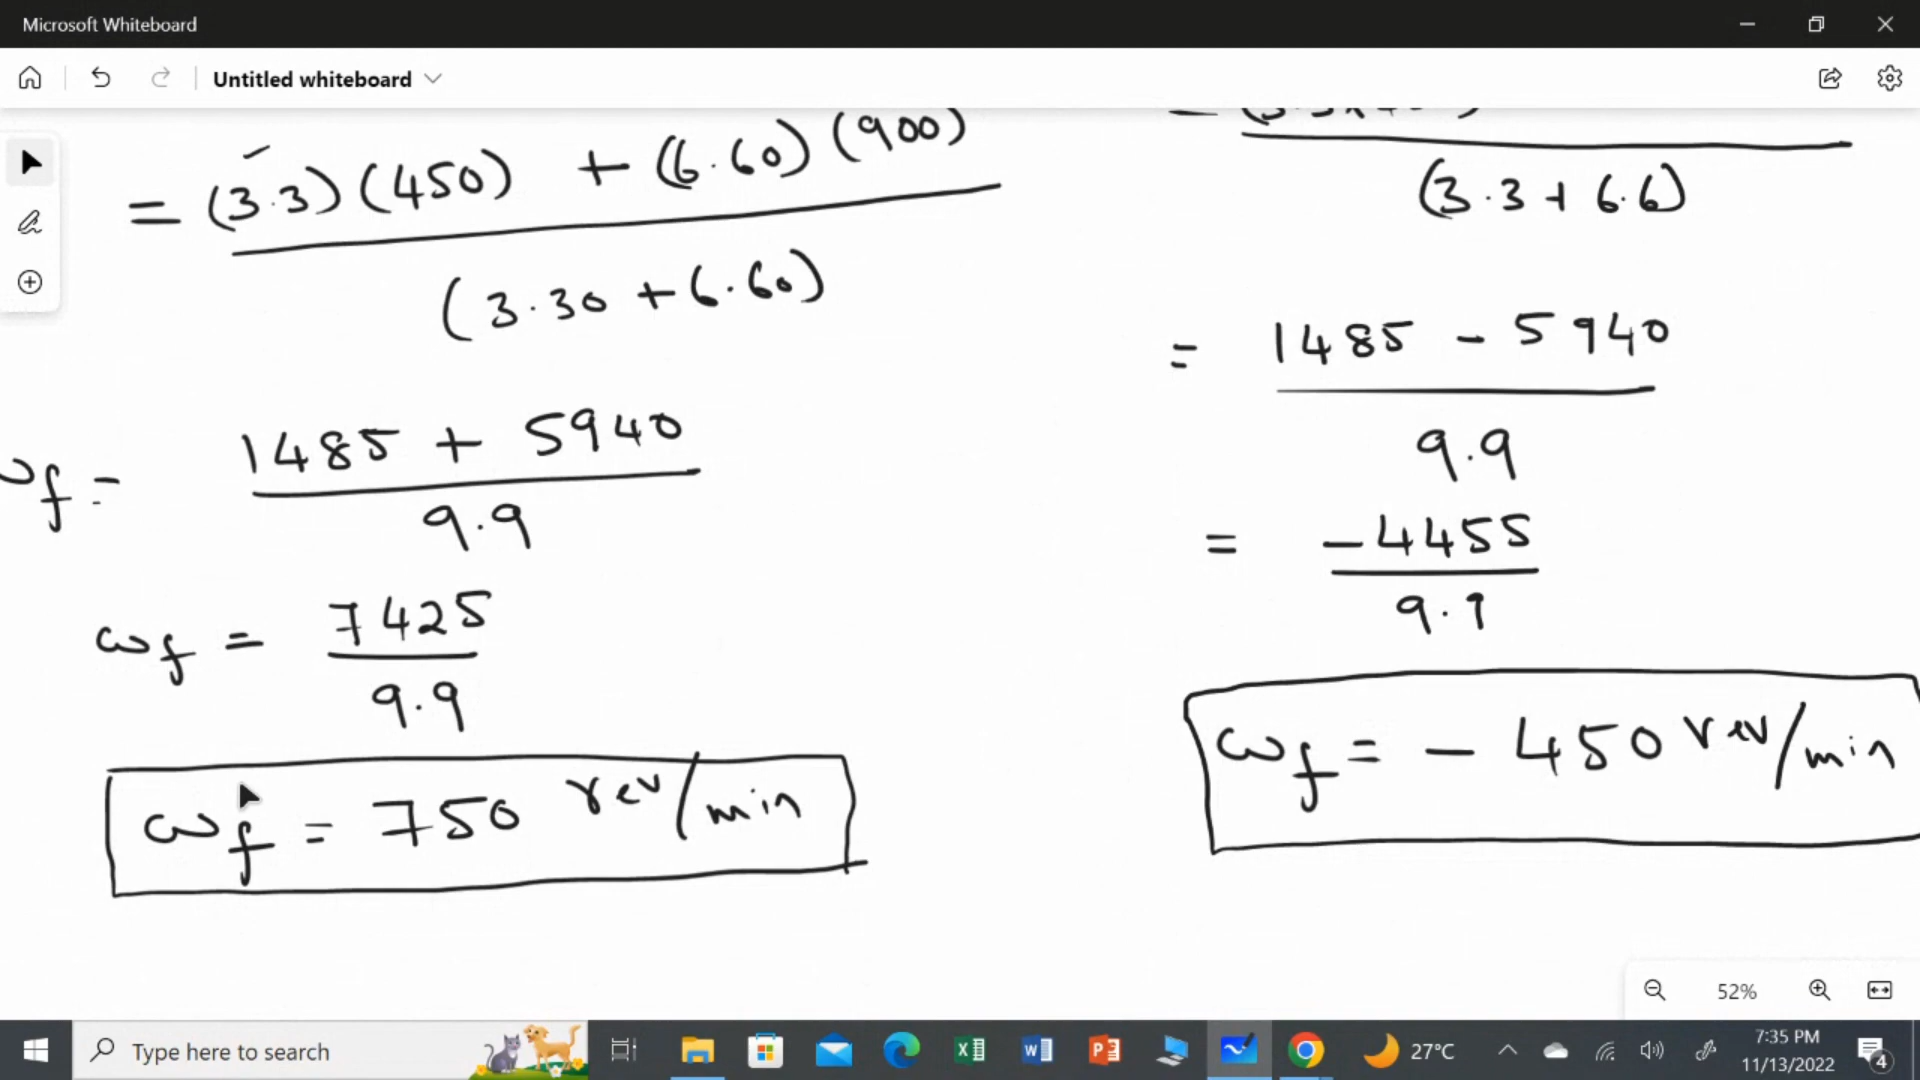 Microsoft Whiteboard
Untitled whiteboard
= (3.3)(450) + (6.60)(900)
(3.30 + 6.60)
ωf = 1485 + 5940
9.9
ωf = 7425
9.9
ωf = 750 rev/min
(3.3 + 6.6)
= 1485 - 5940
9.9
= -4455
9.9
ωf = - 450 rev/min
52%
Type here to search
27°C
7:35 PM
11/13/2022
4